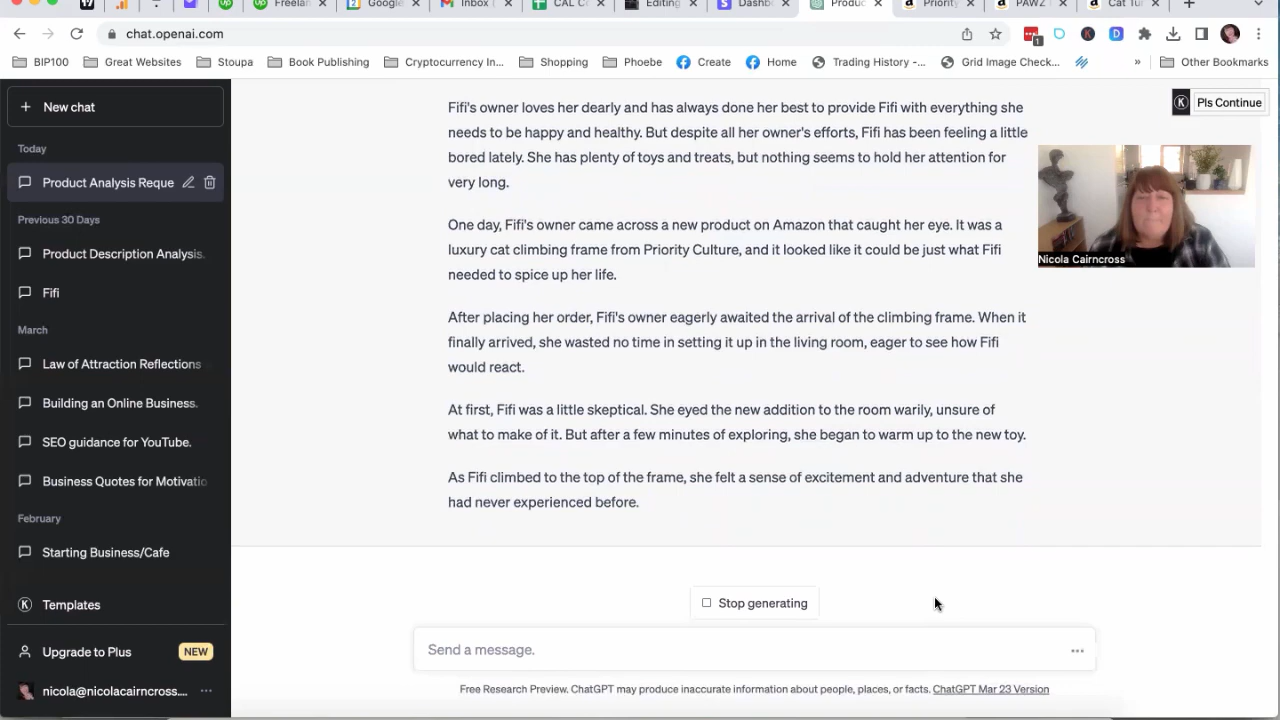 Freelan
Google
Inbox (
CAL Co
Editing
Dashb
Produc
Priority
PAWZ R
Cat Tu
chat.openai.com
1
BIP100
Great Websites
Stoupa
Book Publishing
Cryptocurrency In...
Shopping
Phoebe
Create
Home
Trading History -...
Grid Image Check...
»
Other Bookmarks
New chat
Today
Product Analysis Reque
Previous 30 Days
Product Description Analysis.
Fifi
March
Law of Attraction Reflections
Building an Online Business.
SEO guidance for YouTube.
Business Quotes for Motivatio
February
Starting Business/Cafe
Templates
Upgrade to Plus
NEW
nicola@nicolacairncross....
Pls Continue
Nicola Cairncross
Fifi's owner loves her dearly and has always done her best to provide Fifi with everything she
needs to be happy and healthy. But despite all her owner's efforts, Fifi has been feeling a little
bored lately. She has plenty of toys and treats, but nothing seems to hold her attention for
very long.
One day, Fifi's owner came across a new product on Amazon that caught her eye. It was a
luxury cat climbing frame from Priority Culture, and it looked like it could be just what Fifi
needed to spice up her life.
After placing her order, Fifi's owner eagerly awaited the arrival of the climbing frame. When it
finally arrived, she wasted no time in setting it up in the living room, eager to see how Fifi
would react.
At first, Fifi was a little skeptical. She eyed the new addition to the room warily, unsure of
what to make of it. But after a few minutes of exploring, she began to warm up to the new toy.
As Fifi climbed to the top of the frame, she felt a sense of excitement and adventure that she
had never experienced before.
Stop generating
Send a message.
Free Research Preview. ChatGPT may produce inaccurate information about people, places, or facts. ChatGPT Mar 23 Version